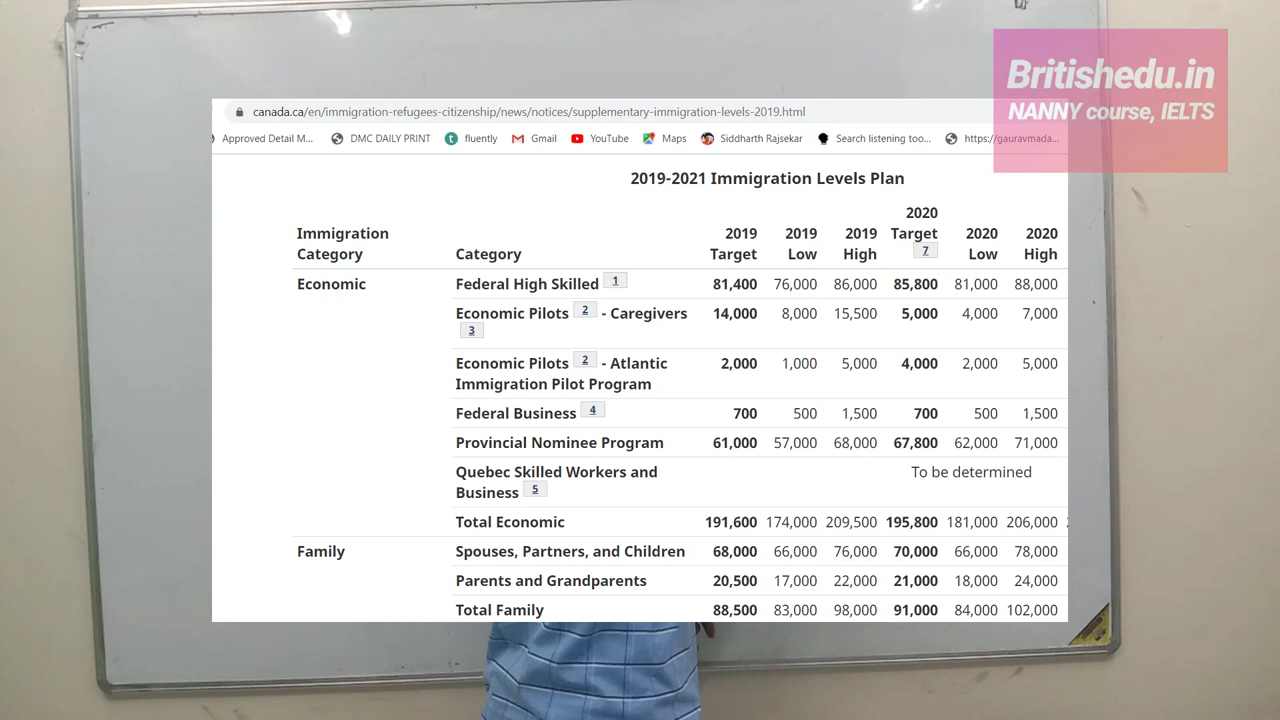 Britishedu.in
NANNY course, IELTS
canada.ca/en/immigration-refugees-citizenship/news/notices/supplementary-immigration-levels-2019.html
Approved Detail M... DMC DAILY PRINT fluently Gmail YouTube Maps Siddharth Rajsekar Search listening too... https://gauravmada...
2019-2021 Immigration Levels Plan
Immigration Category Category 2019 Target 2019 Low 2019 High 2020 Target 7 2020 Low 2020 High
Economic Federal High Skilled 1 81,400 76,000 86,000 85,800 81,000 88,000
Economic Pilots 2 - Caregivers 14,000 8,000 15,500 5,000 4,000 7,000
3
Economic Pilots 2 - Atlantic 2,000 1,000 5,000 4,000 2,000 5,000
Immigration Pilot Program
Federal Business 4 700 500 1,500 700 500 1,500
Provincial Nominee Program 61,000 57,000 68,000 67,800 62,000 71,000
Quebec Skilled Workers and To be determined
Business 5
Total Economic 191,600 174,000 209,500 195,800 181,000 206,000
Family Spouses, Partners, and Children 68,000 66,000 76,000 70,000 66,000 78,000
Parents and Grandparents 20,500 17,000 22,000 21,000 18,000 24,000
Total Family 88,500 83,000 98,000 91,000 84,000 102,000